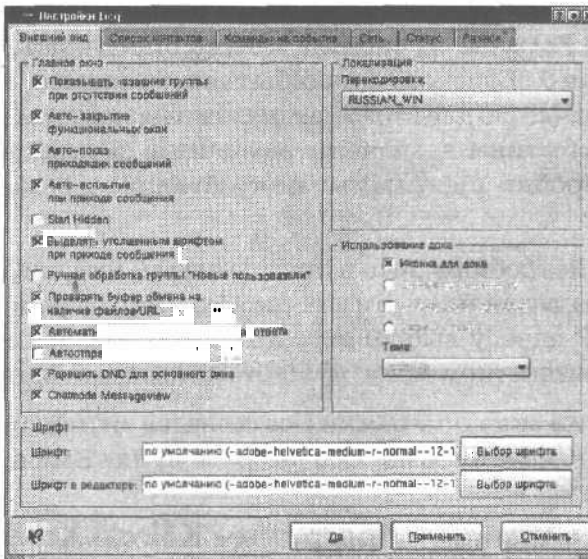 Настройки Licq
Внешний вид Список контактов Команды на события Сеть Статус Разное
Главное окно
Показывать название группы
при отсутствии сообщений
Авто-закрытие
функциональных окон
Авто-показ
приходящих сообщений
Авто-всплытие
при приходе сообщения
Start Hidden
Выделять утолщенным шрифтом
при приходе сообщения
Ручная обработка группы "Новые пользователи"
Проверять буфер обмена на
наличие файлов/URL
Автомати ответа
Автоотпра
Разрешить DND для основного окна
Chatmode Messageview
Локализация
Перекодировка:
RUSSIAN_WIN
Использование дока
Иконка для дока
Тема:
Шрифт
Шрифт: по умолчанию (-adobe-helvetica-medium-r-normal--12-1 Выбор шрифта
Шрифт в редакторе: по умолчанию (-adobe-helvetica-medium-r-normal--12-1 Выбор шрифта
Да Применить Отменить